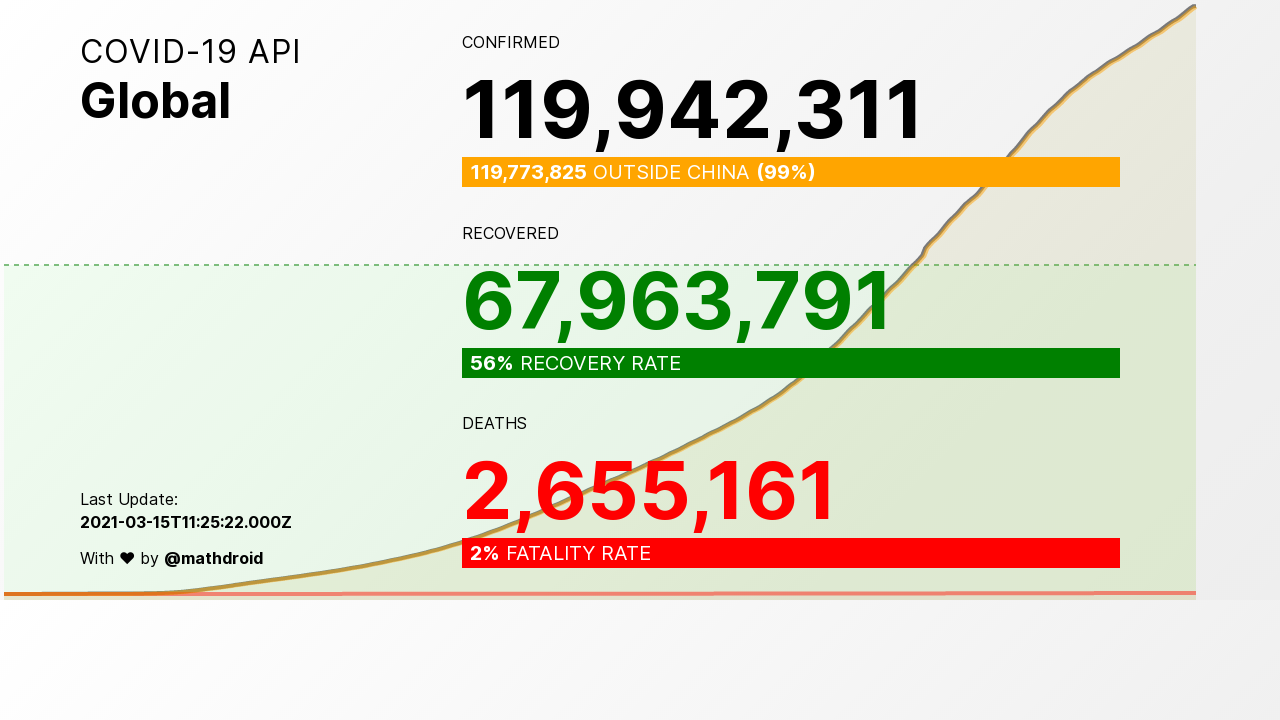 COVID-19 API
Global
CONFIRMED
119,942,311
119,773,825 OUTSIDE CHINA (99%)
RECOVERED
67,963,791
56% RECOVERY RATE
DEATHS
2,655,161
2% FATALITY RATE
Last Update:
2021-03-15T11:25:22.000Z
With ♥ by @mathdroid